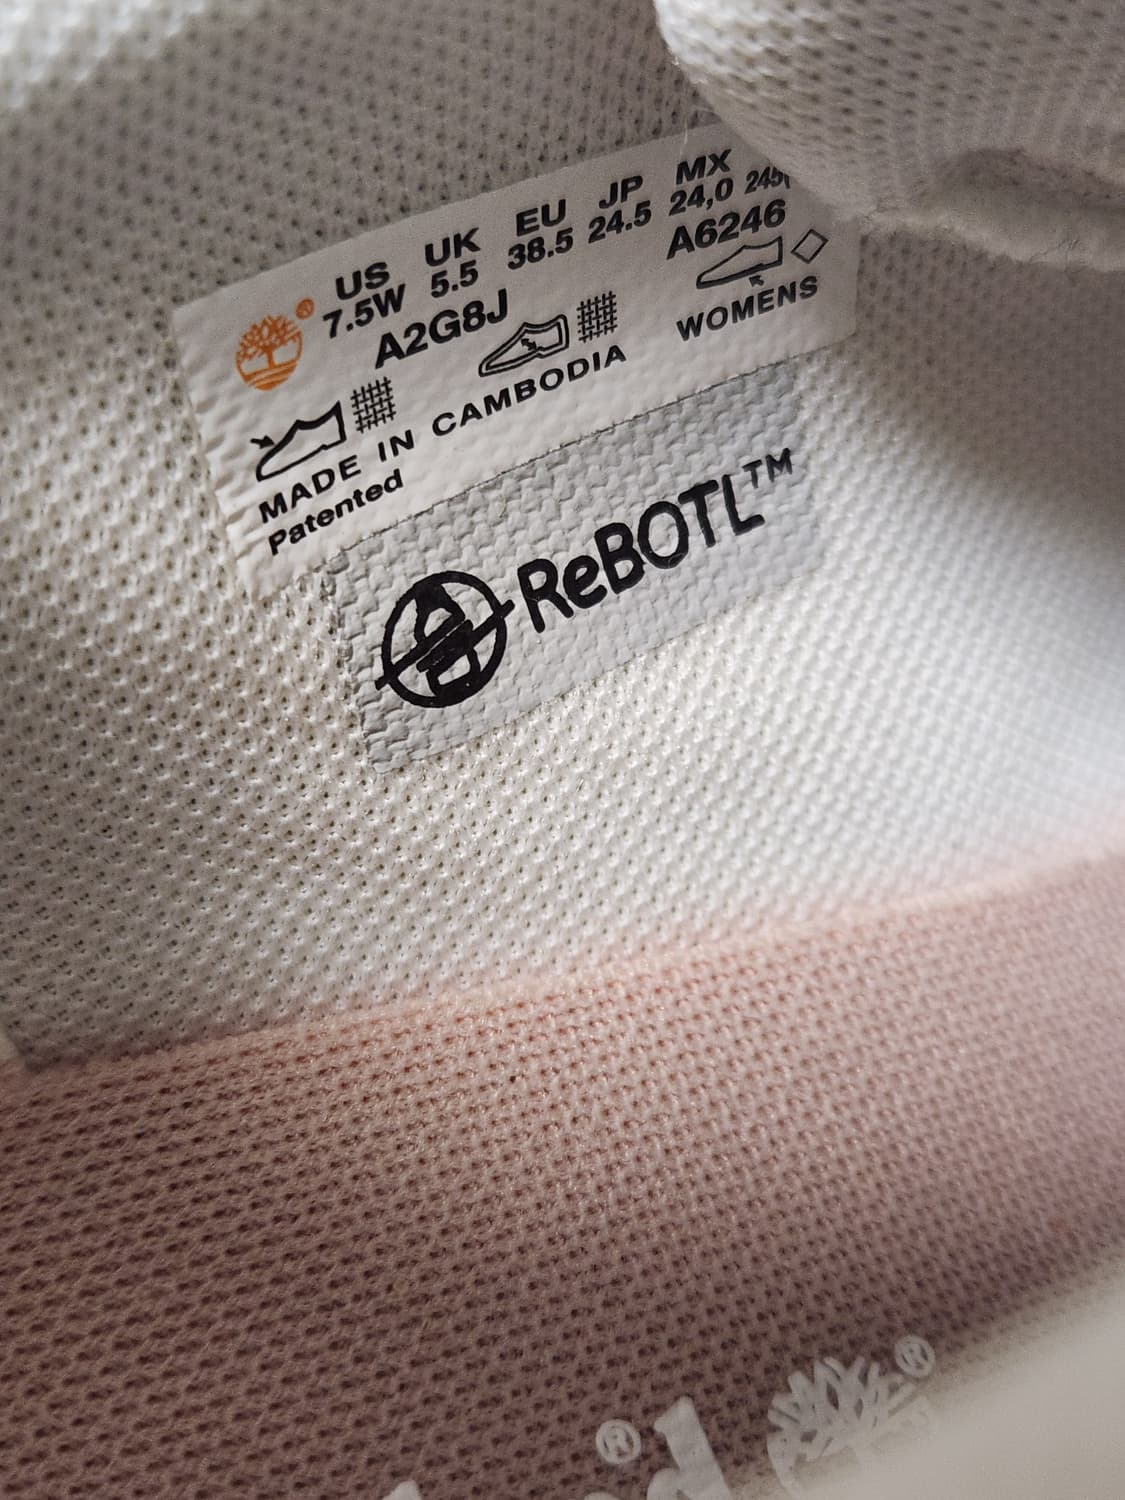 US UK EU JP MX
7.5W 5.5 38.5 24.5 24,0
A2G8J A6246
MADE IN CAMBODIA WOMENS
Patented
ReBOTL™
®
®
®